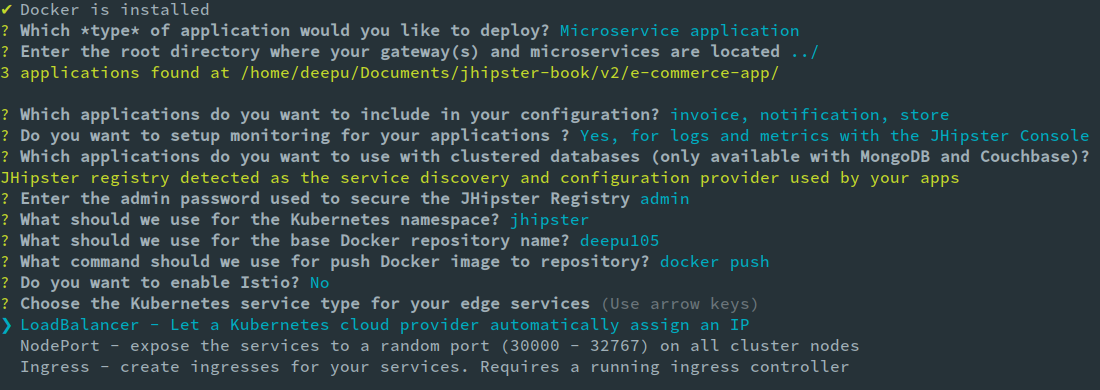 ✔ Docker is installed
? Which *type* of application would you like to deploy? Microservice application
? Enter the root directory where your gateway(s) and microservices are located ../
3 applications found at /home/deepu/Documents/jhipster-book/v2/e-commerce-app/
? Which applications do you want to include in your configuration? invoice, notification, store
? Do you want to setup monitoring for your applications ? Yes, for logs and metrics with the JHipster Console
? Which applications do you want to use with clustered databases (only available with MongoDB and Couchbase)?
JHipster registry detected as the service discovery and configuration provider used by your apps
? Enter the admin password used to secure the JHipster Registry admin
? What should we use for the Kubernetes namespace? jhipster
? What should we use for the base Docker repository name? deepu105
? What command should we use for push Docker image to repository? docker push
? Do you want to enable Istio? No
? Choose the Kubernetes service type for your edge services (Use arrow keys)
❯ LoadBalancer - Let a Kubernetes cloud provider automatically assign an IP
NodePort - expose the services to a random port (30000 - 32767) on all cluster nodes
Ingress - create ingresses for your services. Requires a running ingress controller